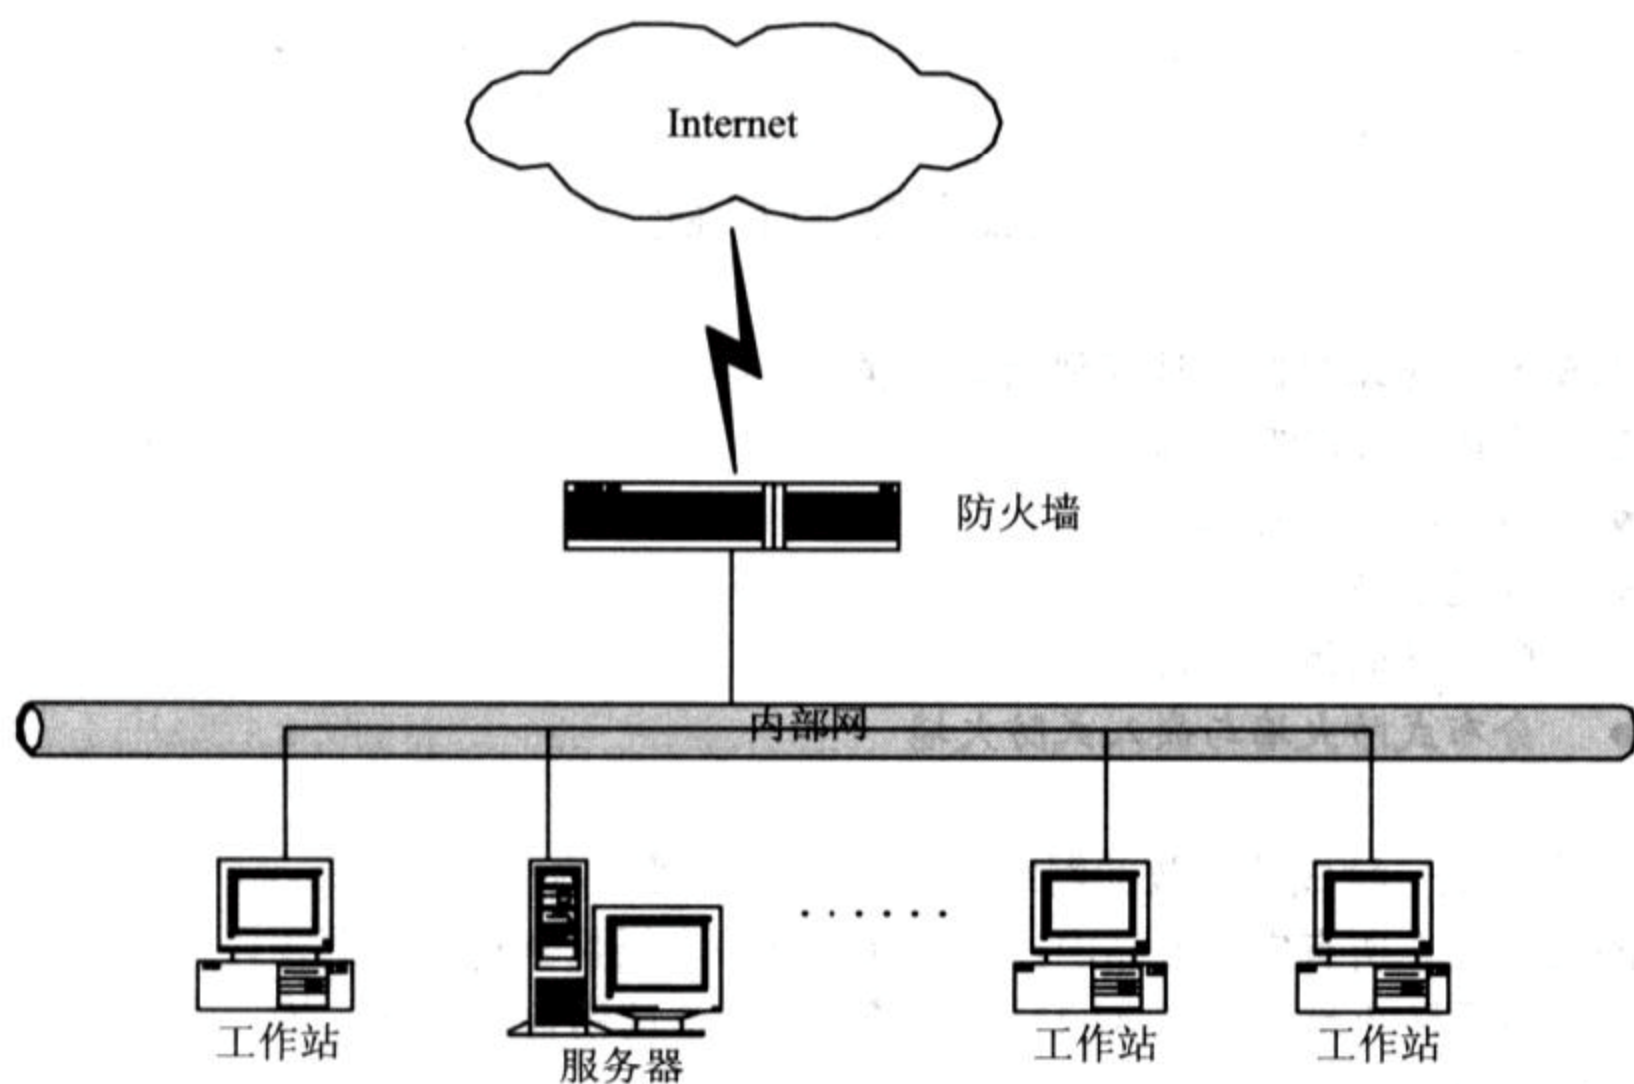 Internet
防火墙
内部网
工作站
服务器
......
工作站
工作站